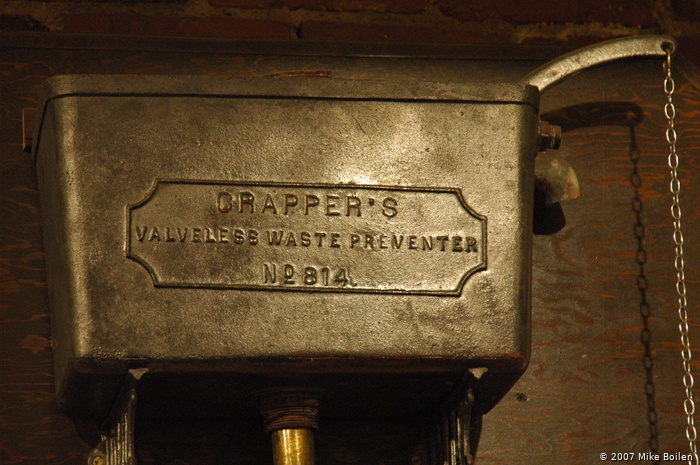 CRAPPER'S
VALVELESS WASTE PREVENTER
No 814.
© 2007 Mike Boilen